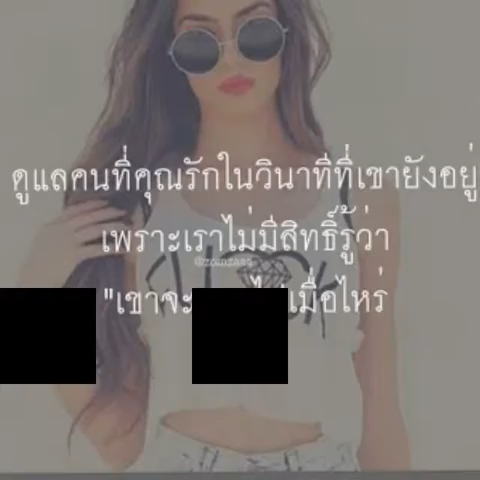 ดูแลคนที่คุณรักในวินาทีที่เขายังอยู่
เพราะเราไม่มีสิทธิ์รู้ว่า
"เขาจะ เมื่อไหร่